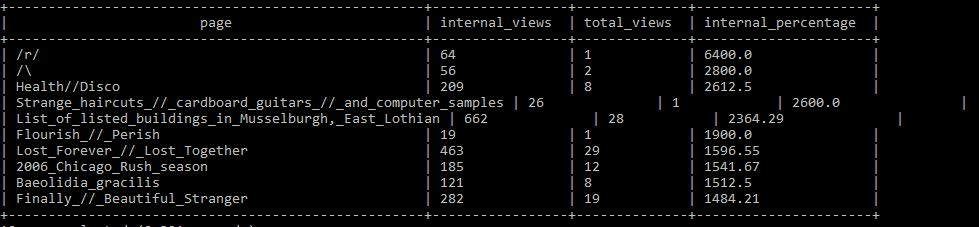 +-----------------------------------------------------+-----------------+--------------+----------------------+
| page | internal_views | total_views | internal_percentage |
+-----------------------------------------------------+-----------------+--------------+----------------------+
| /r/ | 64 | 1 | 6400.0 |
| /\ | 56 | 2 | 2800.0 |
| Health//Disco | 209 | 8 | 2612.5 |
| Strange_haircuts_//_cardboard_guitars_//_and_computer_samples | 26 | 1 | 2600.0 |
| List_of_listed_buildings_in_Musselburgh,_East_Lothian | 662 | 28 | 2364.29 |
| Flourish_//_Perish | 19 | 1 | 1900.0 |
| Lost_Forever_//_Lost_Together | 463 | 29 | 1596.55 |
| 2006_Chicago_Rush_season | 185 | 12 | 1541.67 |
| Baeolidia_gracilis | 121 | 8 | 1512.5 |
| Finally_//_Beautiful_Stranger | 282 | 19 | 1484.21 |
+-----------------------------------------------------+-----------------+--------------+----------------------+